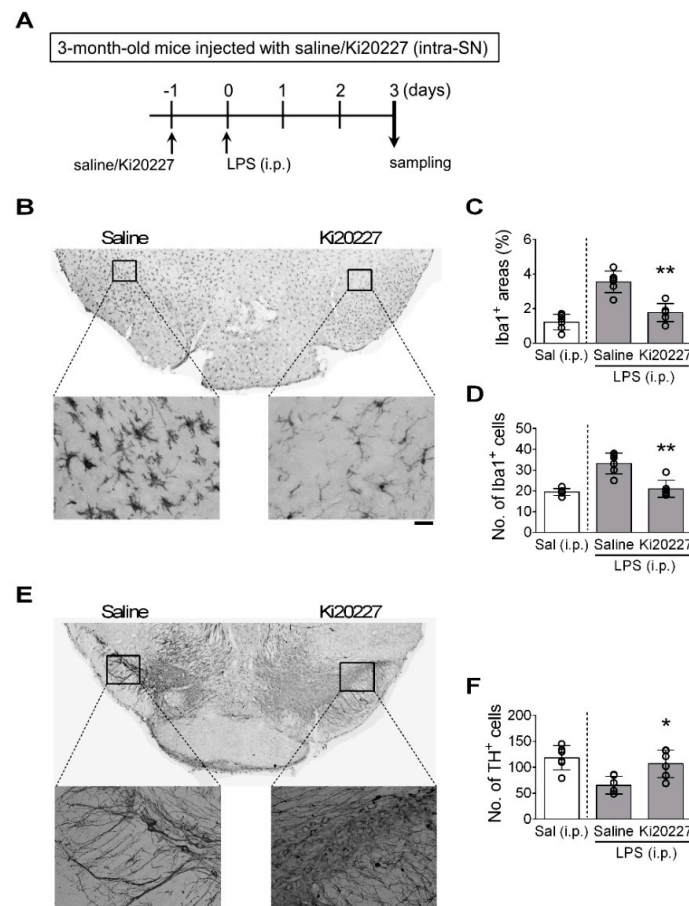 A
3-month-old mice injected with saline/Ki20227 (intra-SN)
-1 0 1 2 3 (days)
saline/Ki20227 LPS (i.p.) sampling
B
Saline Ki20227
C
Iba1+ areas (%)
6
4
2
0
**
Sal (i.p.) Saline Ki20227
LPS (i.p.)
D
No. of Iba1+ cells
50
40
30
20
10
0
**
Sal (i.p.) Saline Ki20227
LPS (i.p.)
E
Saline Ki20227
F
No. of TH+ cells
200
150
100
50
0
*
Sal (i.p.) Saline Ki20227
LPS (i.p.)